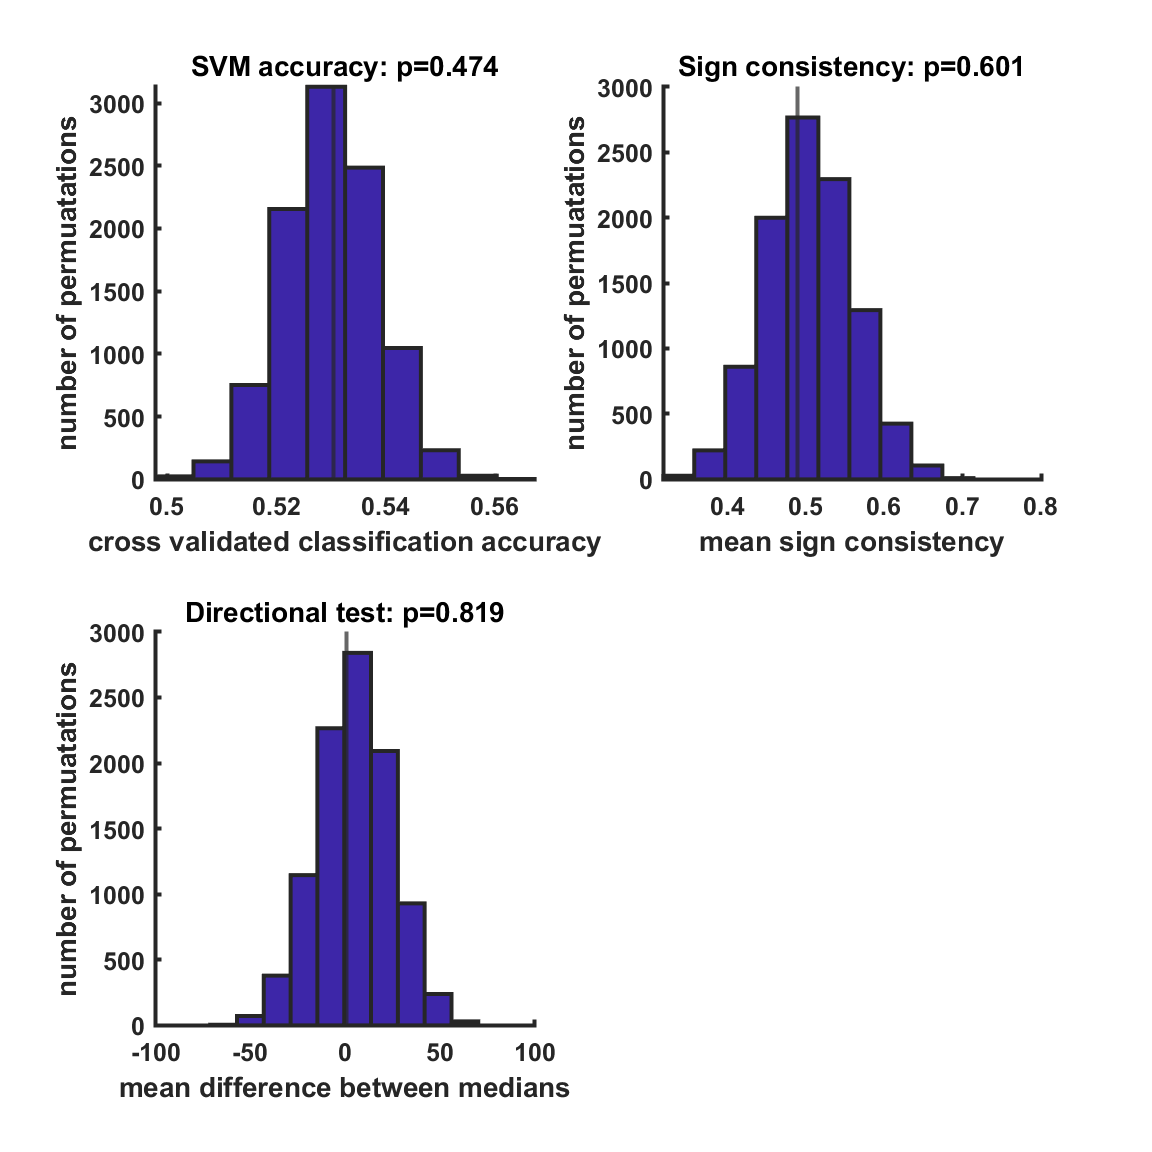 SVM accuracy: p=0.474
3000
2500
2000
1500
1000
500
0
number of permuatations
0.5 0.52 0.54 0.56
cross validated classification accuracy
Sign consistency: p=0.601
3000
2500
2000
1500
1000
500
0
number of permuatations
0.4 0.5 0.6 0.7 0.8
mean sign consistency
Directional test: p=0.819
3000
2500
2000
1500
1000
500
0
number of permuatations
-100 -50 0 50 100
mean difference between medians